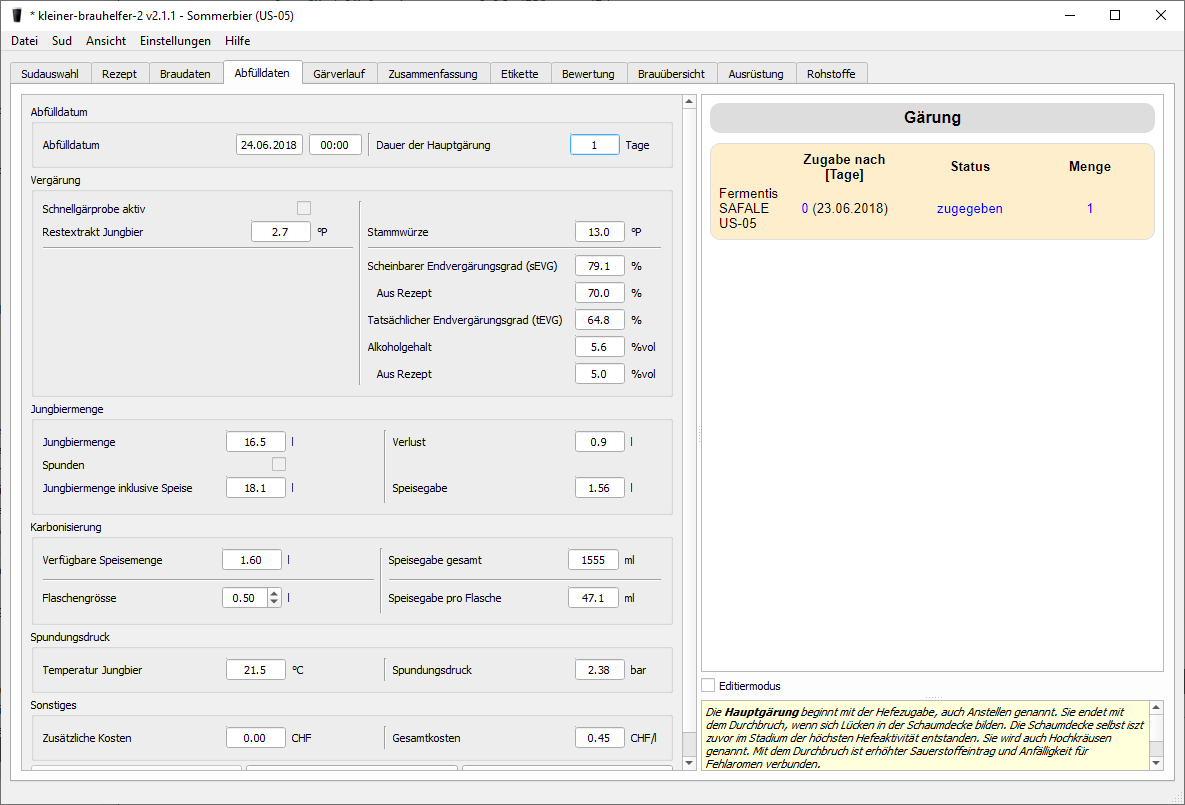 * kleiner-brauhelfer-2 v2.1.1 - Sommerbier (US-05)
Datei Sud Ansicht Einstellungen Hilfe
Sudauswahl Rezept Braudaten Abfülldaten Gärverlauf Zusammenfassung Etikette Bewertung Brauübersicht Ausrüstung Rohstoffe
Abfülldatum
Abfülldatum 24.06.2018 00:00 Dauer der Hauptgärung 1 Tage
Vergärung
Schnellgärprobe aktiv
Restextrakt Jungbier 2.7 °P Stammwürze 13.0 °P
Scheinbarer Endvergärungsgrad (sEVG) 79.1 %
Aus Rezept 70.0 %
Tatsächlicher Endvergärungsgrad (tEVG) 64.8 %
Alkoholgehalt 5.6 %vol
Aus Rezept 5.0 %vol
Jungbiermenge
Jungbiermenge 16.5 l Verlust 0.9 l
Spunden
Jungbiermenge inklusive Speise 18.1 l Speisegabe 1.56 l
Karbonisierung
Verfügbare Speisemenge 1.60 l Speisegabe gesamt 1555 ml
Flaschengrösse 0.50 l Speisegabe pro Flasche 47.1 ml
Spundungsdruck
Temperatur Jungbier 21.5 °C Spundungsdruck 2.38 bar
Sonstiges
Zusätzliche Kosten 0.00 CHF Gesamtkosten 0.45 CHF/l
Gärung
Zugabe nach
[Tage] Status Menge
Fermentis
SAFALE 0 (23.06.2018) zugegeben 1
US-05
Editiermodus
Die Hauptgärung beginnt mit der Hefezugabe, auch Anstellen genannt. Sie endet mit
dem Durchbruch, wenn sich Lücken in der Schaumdecke bilden. Die Schaumdecke selbst iszt
zuvor im Stadium der höchsten Hefeaktivität entstanden. Sie wird auch Hochkräusen
genannt. Mit dem Durchbruch ist erhöhter Sauerstoffeintrag und Anfälligkeit für
Fehlaromen verbunden.